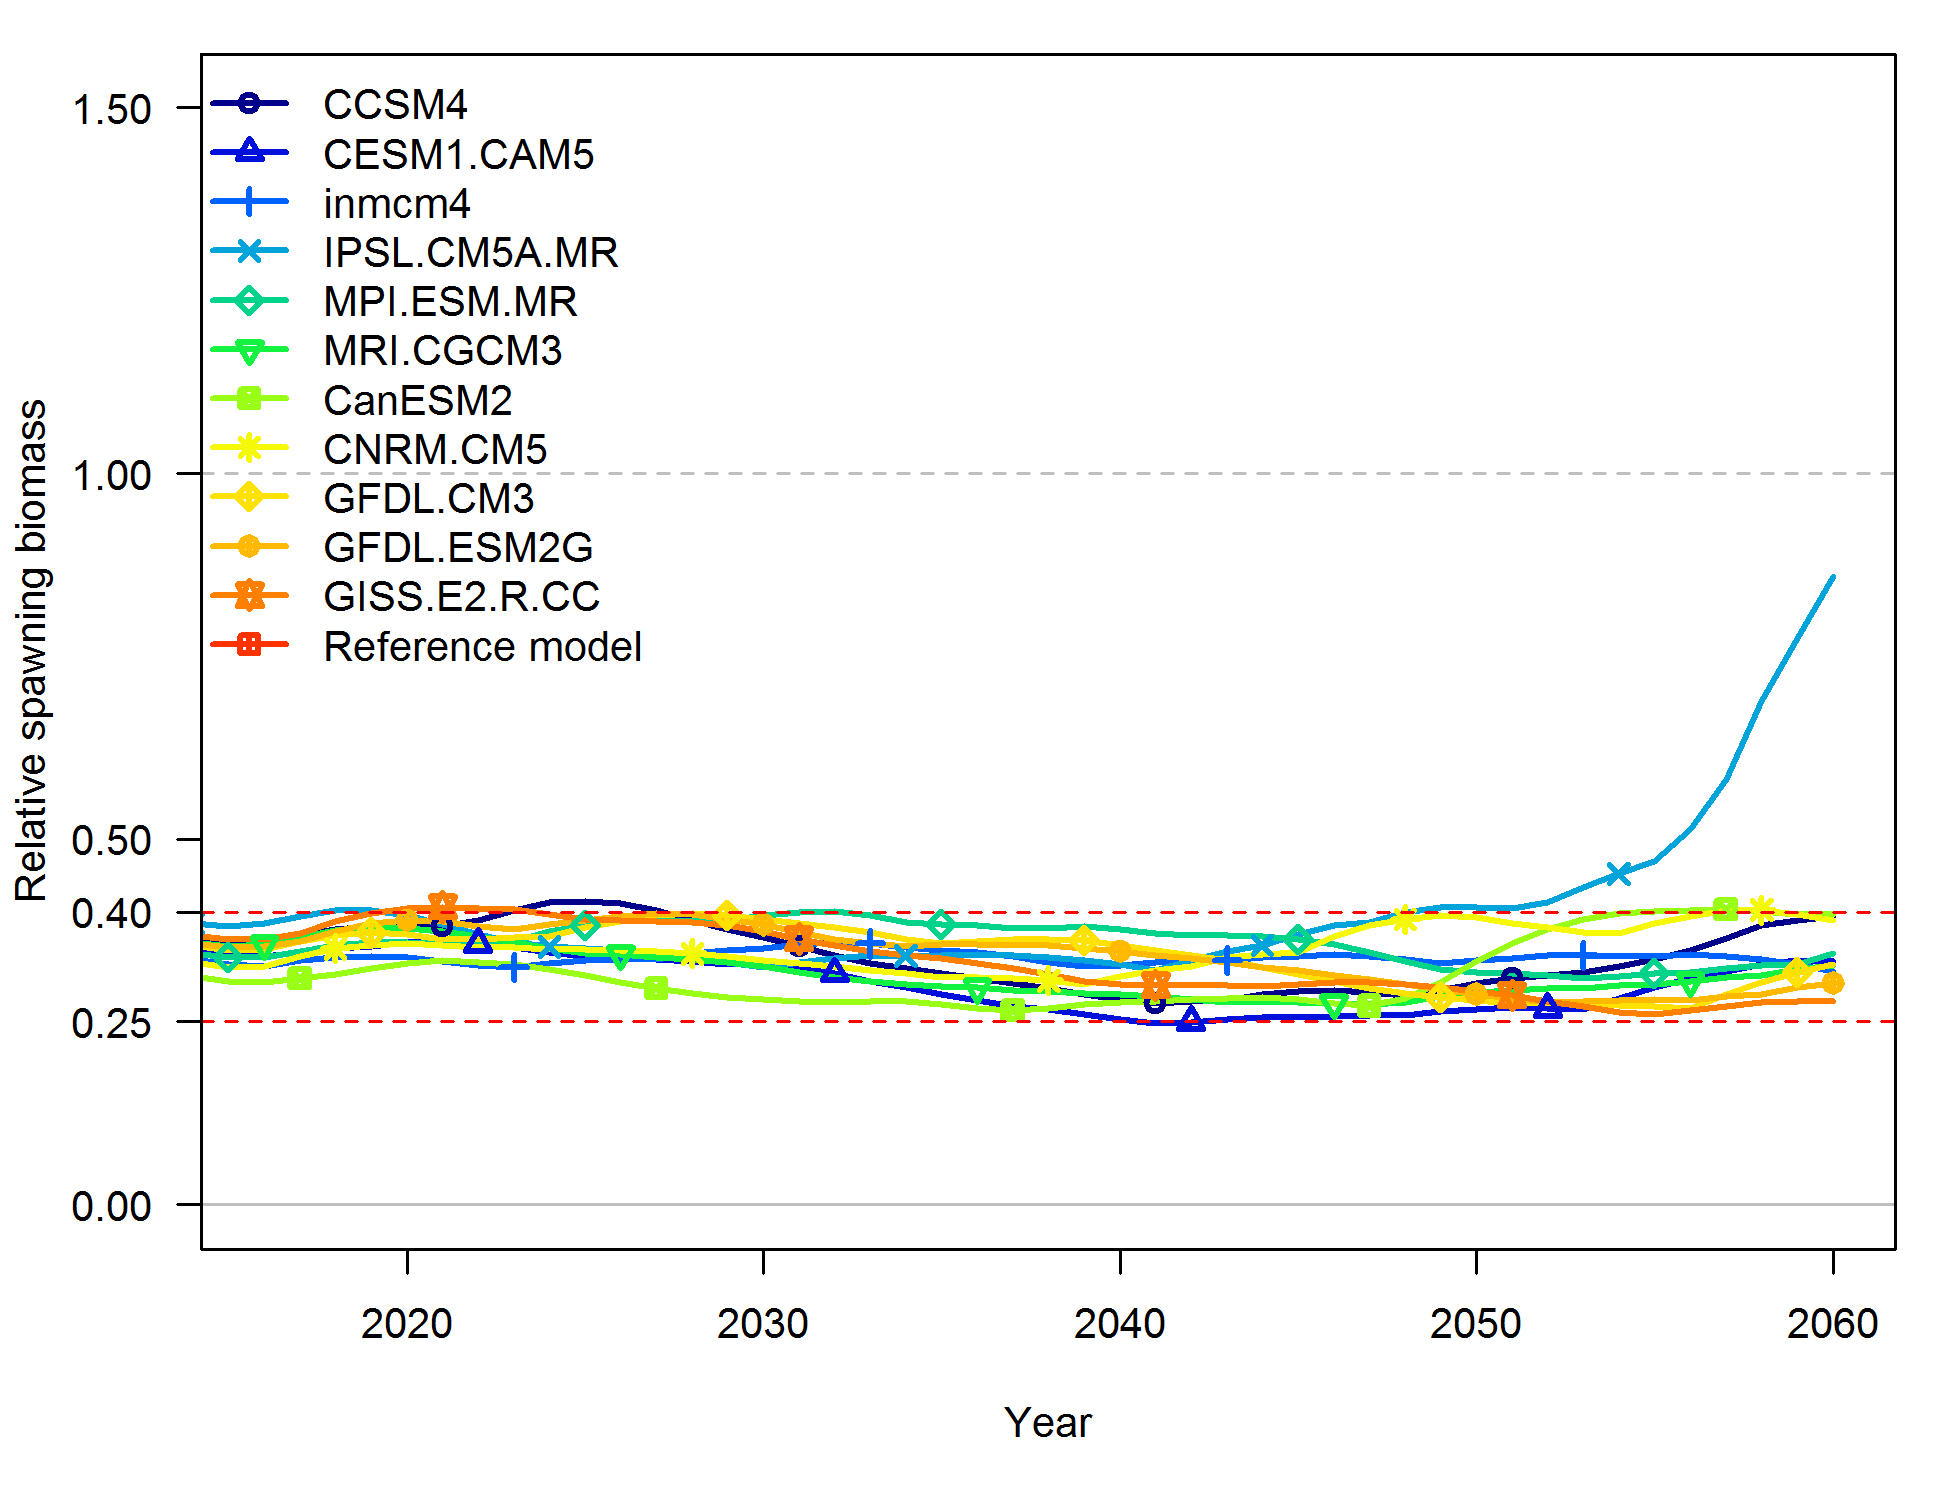 1.50
1.00
0.50
0.40
0.25
0.00
Relative spawning biomass
CCSM4
CESM1.CAM5
inmcm4
IPSL.CM5A.MR
MPI.ESM.MR
MRI.CGCM3
CanESM2
CNRM.CM5
GFDL.CM3
GFDL.ESM2G
GISS.E2.R.CC
Reference model
2020 2030 2040 2050 2060
Year